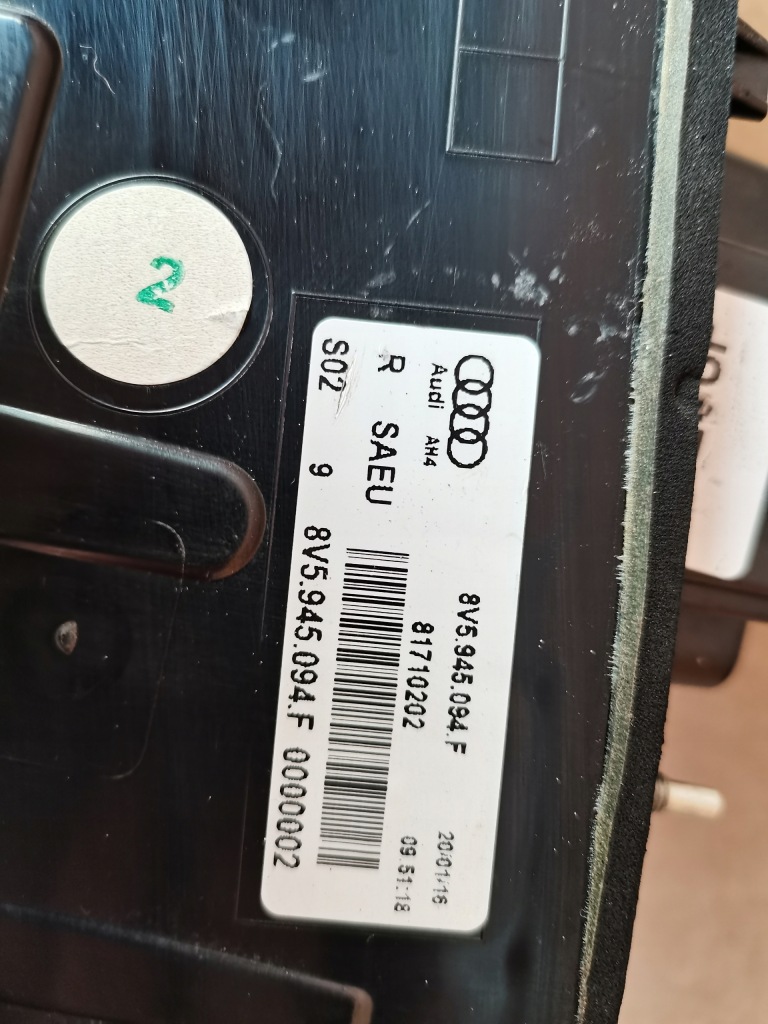 2
Audi AH4
8V5.945.094.F
20/01/16
R SAEU
81710202
09:51:18
S02 9 8V5.945.094.F 0000002